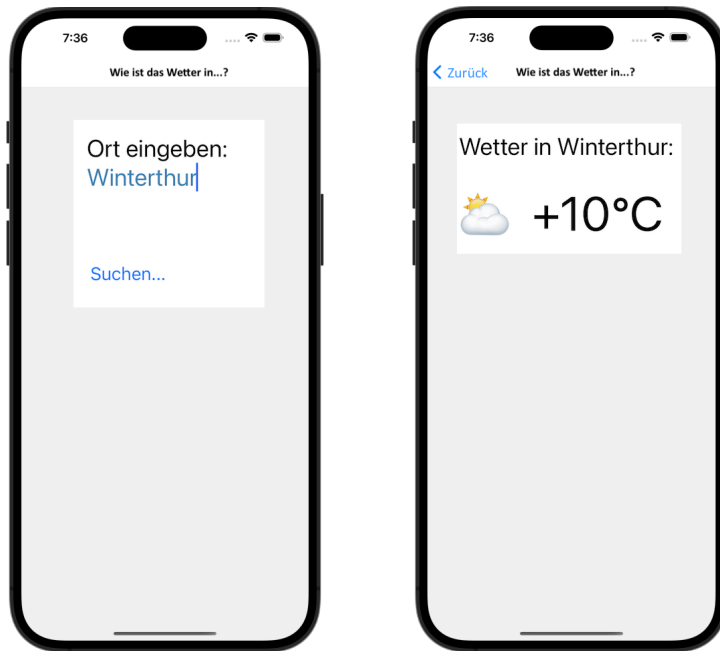 7:36
Wie ist das Wetter in...?
Ort eingeben:
Winterthur
Suchen...
7:36
Zurück
Wie ist das Wetter in...?
Wetter in Winterthur:
+10°C